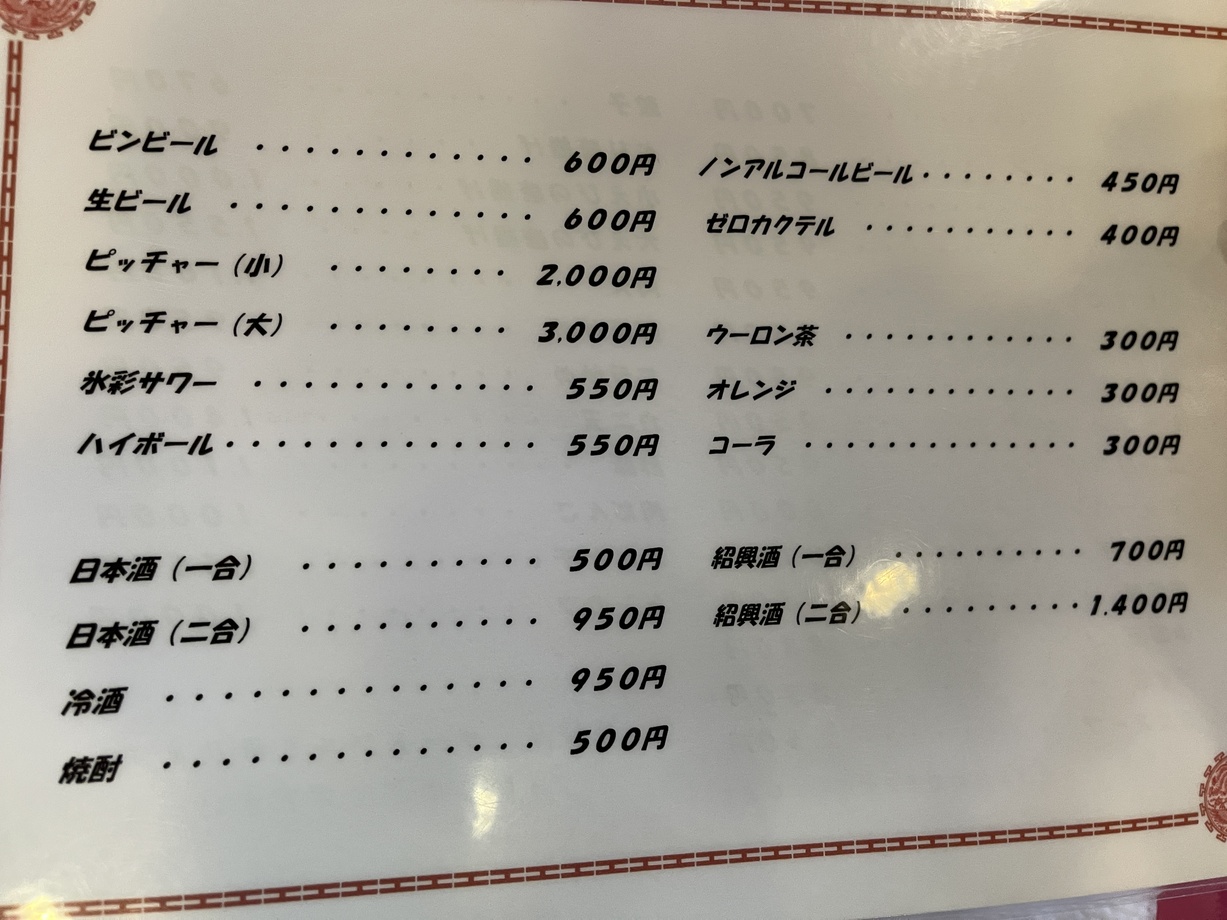 ビンビール ・・・・・・・・・・・・ 600円
生ビール ・・・・・・・・・・・・・ 600円
ピッチャー（小） ・・・・・・・・ 2,000円
ピッチャー（大） ・・・・・・・・ 3,000円
氷彩サワー ・・・・・・・・・・・・ 550円
ハイボール・・・・・・・・・・・・・ 550円
日本酒（一合） ・・・・・・・・・・ 500円
日本酒（二合） ・・・・・・・・・・ 950円
冷酒 ・・・・・・・・・・・・・・ 950円
焼酎 ・・・・・・・・・・・・・・ 500円
ノンアルコールビール・・・・・・・・ 450円
ゼロカクテル ・・・・・・・・・・・ 400円
ウーロン茶 ・・・・・・・・・・・・ 300円
オレンジ ・・・・・・・・・・・・・ 300円
コーラ ・・・・・・・・・・・・・・ 300円
紹興酒（一合） ・・・・・・・・・・ 700円
紹興酒（二合） ・・・・・・・・・・1,400円